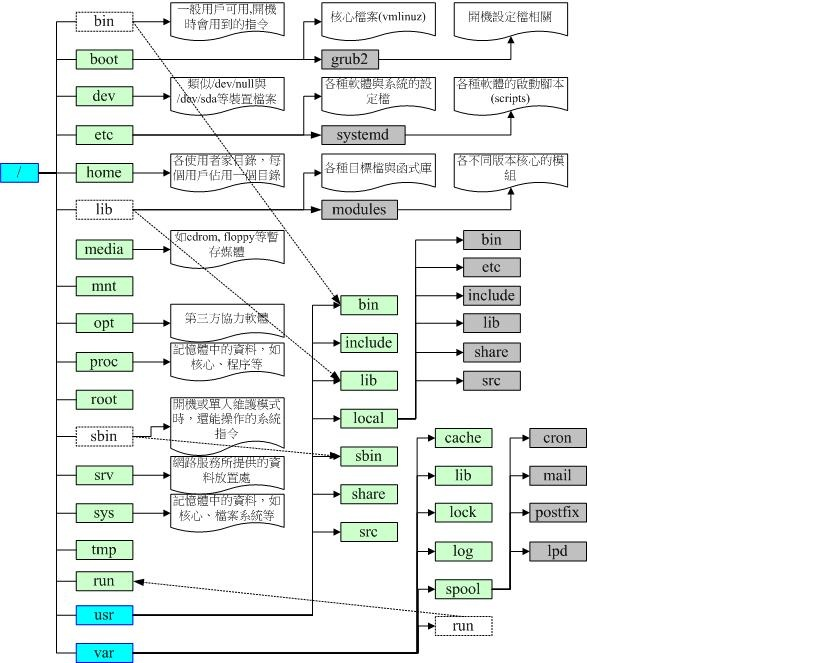 /
bin
一般用戶可用,開機
時會用到的指令
核心檔案(vmlinuz)
開機設定檔相關
boot
grub2
dev
類似/dev/null與
/dev/sda等裝置檔案
各種軟體與系統的設
定檔
各種軟體的啟動腳本
(scripts)
etc
systemd
home
各使用者家目錄，每
個用戶佔用一個目錄
各種目標檔與函式庫
各不同版本核心的模
組
lib
modules
media
如cdrom, floppy等暫
存媒體
mnt
opt
第三方協力軟體
proc
記憶體中的資料，如
核心、程序等
root
sbin
開機或單人維護模式
時，還能操作的系統
指令
srv
網路服務所提供的資
料放置處
sys
記憶體中的資料，如
核心、檔案系統等
tmp
run
usr
var
bin
include
lib
local
sbin
share
src
bin
etc
include
lib
share
src
cache
lib
lock
log
spool
run
cron
mail
postfix
lpd